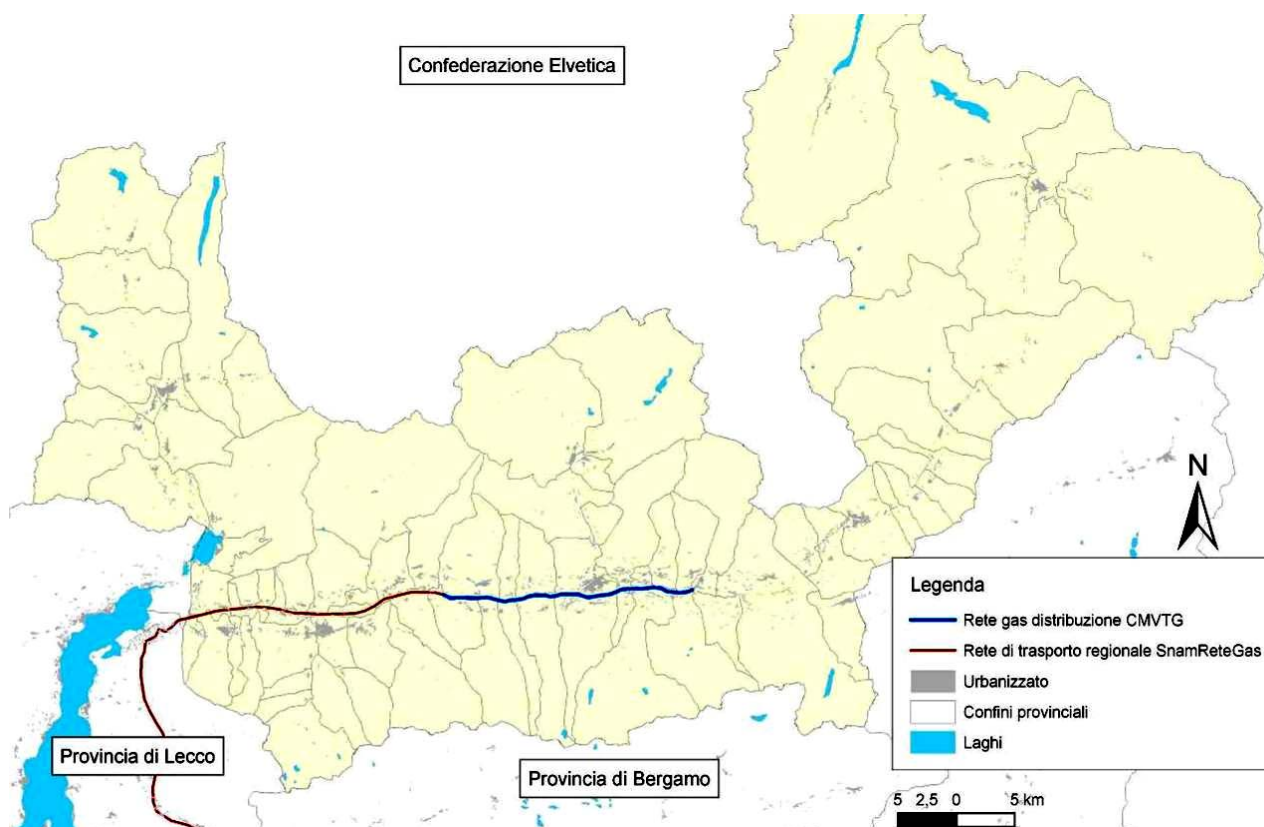 Confederazione Elvetica
N
Legenda
Rete gas distribuzione CMVTG
Rete di trasporto regionale SnamReteGas
Urbanizzato
Confini provinciali
Laghi
Provincia di Lecco
Provincia di Bergamo
5 2,5 0 5 km